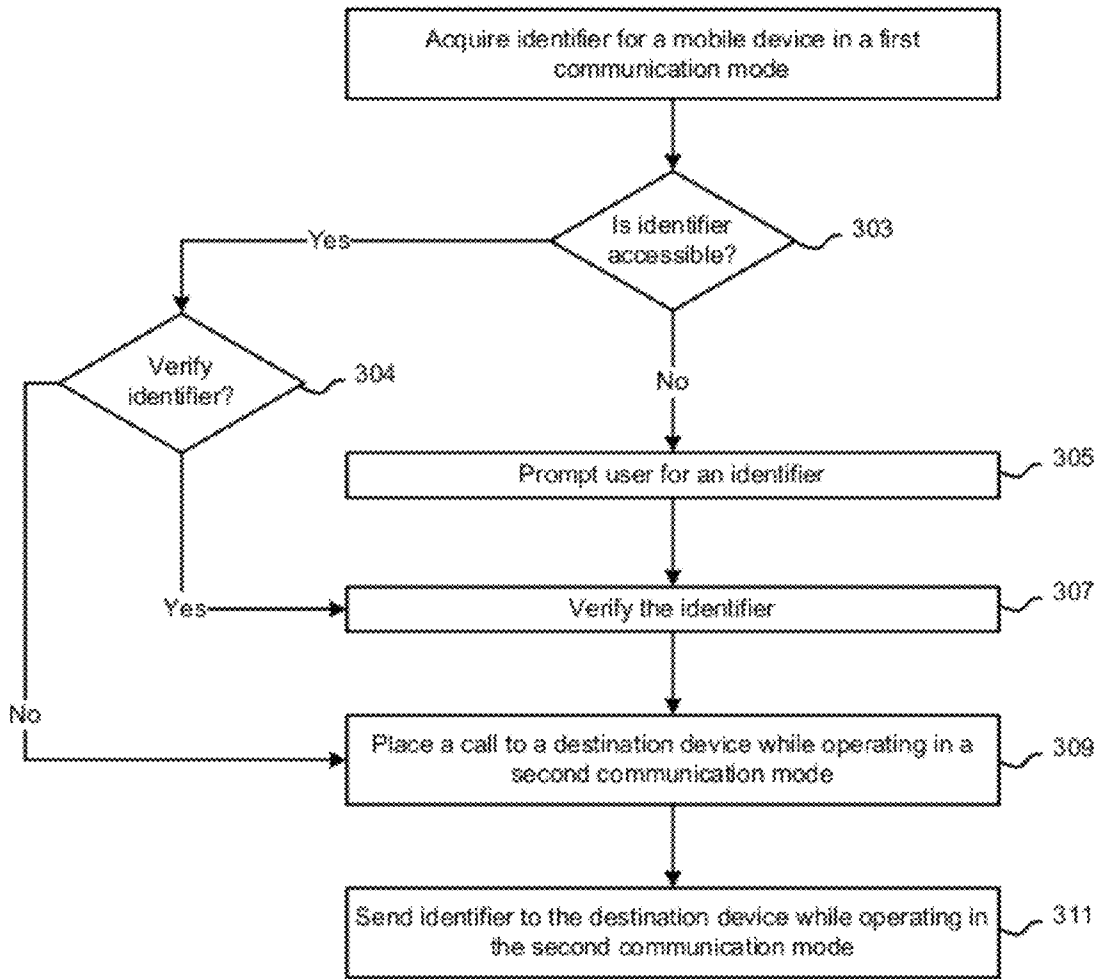 Acquire identifier for a mobile device in a first
communication mode
Is identifier
accessible?
303
Yes
Verify
identifier?
304
No
Prompt user for an identifier
305
Yes
Verify the identifier
307
No
Place a call to a destination device while operating in a
second communication mode
309
Send identifier to the destination device while operating in
the second communication mode
311